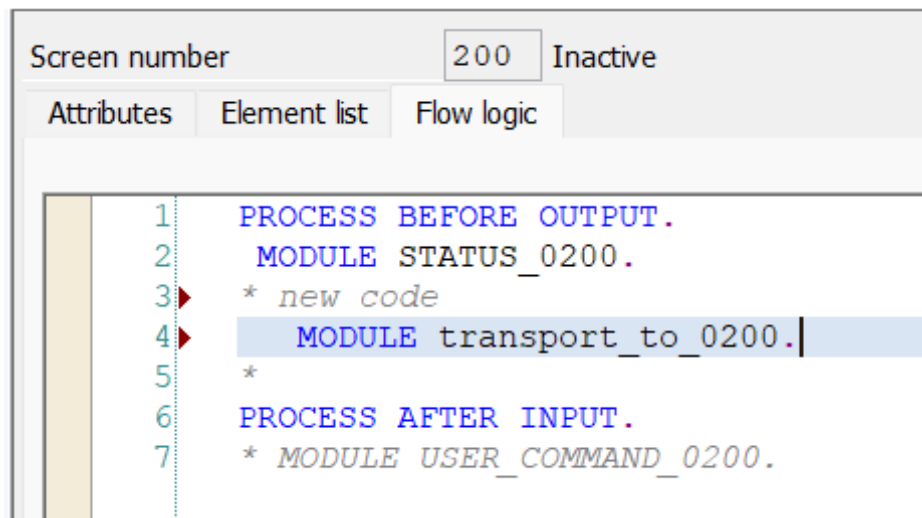 Screen number 200 Inactive
Attributes Element list Flow logic
1 PROCESS BEFORE OUTPUT.
2 MODULE STATUS_0200.
3 * new code
4 MODULE transport_to_0200.
5 *
6 PROCESS AFTER INPUT.
7 * MODULE USER_COMMAND_0200.